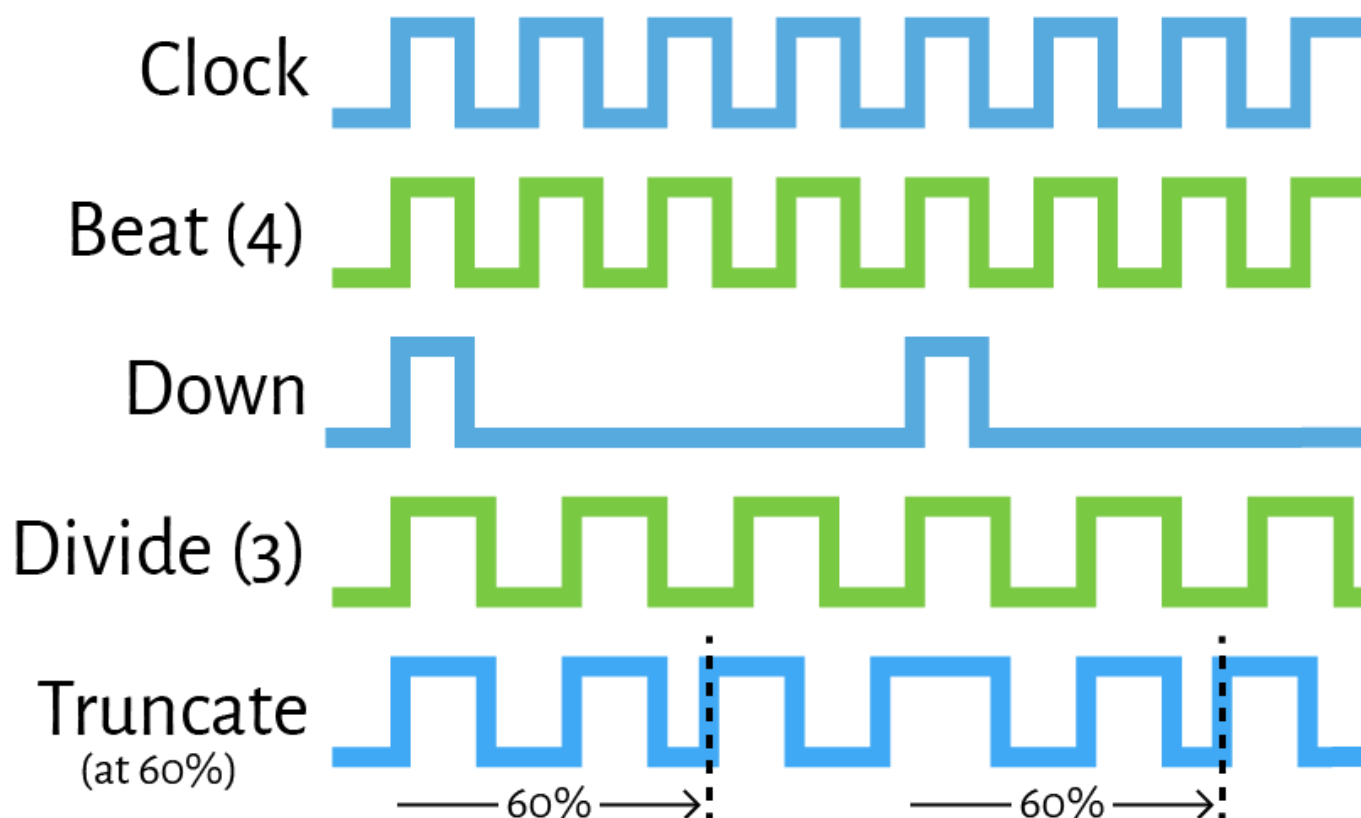 Clock
Beat (4)
Down
Divide (3)
Truncate
(at 60%)
60%
60%